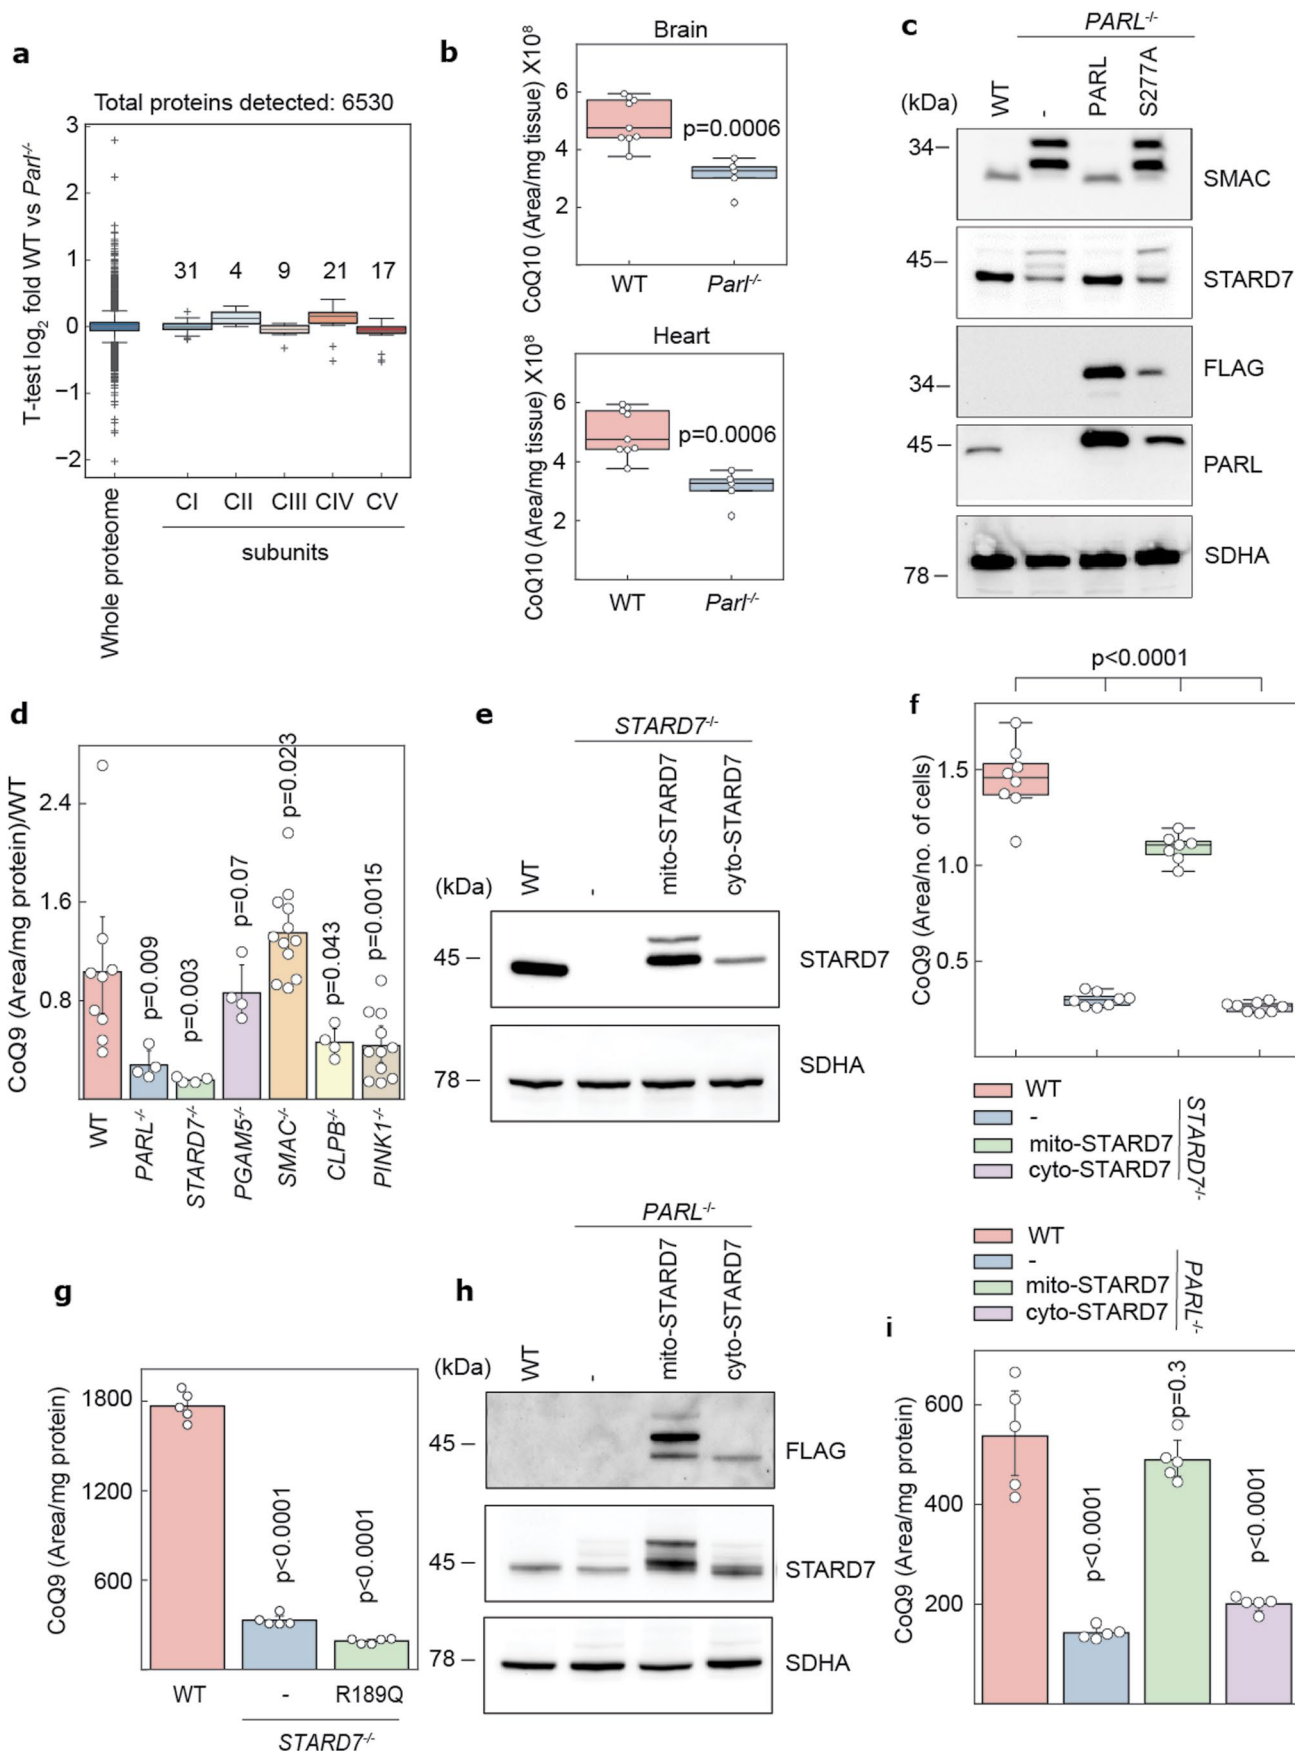 a
Total proteins detected: 6530
T-test log2 fold WT vs Parl-/-
3
2
1
0
−1
−2
31 4 9 21 17
Whole proteome
CI CII CIII CIV CV
subunits
b
Brain
CoQ10 (Area/mg tissue) X10⁸
6
4
2
p=0.0006
WT Parl-/-
Heart
CoQ10 (Area/mg tissue) X10⁸
6
4
2
p=0.0006
WT Parl-/-
c
PARL-/-
(kDa) WT - PARL S277A
34– SMAC
45– STARD7
34– FLAG
45– PARL
78– SDHA
d
CoQ9 (Area/mg protein)/WT
2.4
1.6
0.8
p=0.009
p=0.003
p=0.07
p=0.023
p=0.043
p=0.0015
WT
PARL-/-
STARD7-/-
PGAM5-/-
SMAC-/-
CLPB-/-
PINK1-/-
e
STARD7-/-
(kDa) WT - mito-STARD7 cyto-STARD7
45– STARD7
78– SDHA
f
p<0.0001
CoQ9 (Area/no. of cells)
1.5
1.0
0.5
WT
-
mito-STARD7
cyto-STARD7
STARD7-/-
g
CoQ9 (Area/mg protein)
1800
1200
600
p<0.0001
p<0.0001
WT - R189Q
STARD7-/-
h
PARL-/-
(kDa) WT - mito-STARD7 cyto-STARD7
45– FLAG
45– STARD7
78– SDHA
WT
-
mito-STARD7
cyto-STARD7
PARL-/-
i
CoQ9 (Area/mg protein)
600
400
200
p<0.0001
p=0.3
p<0.0001